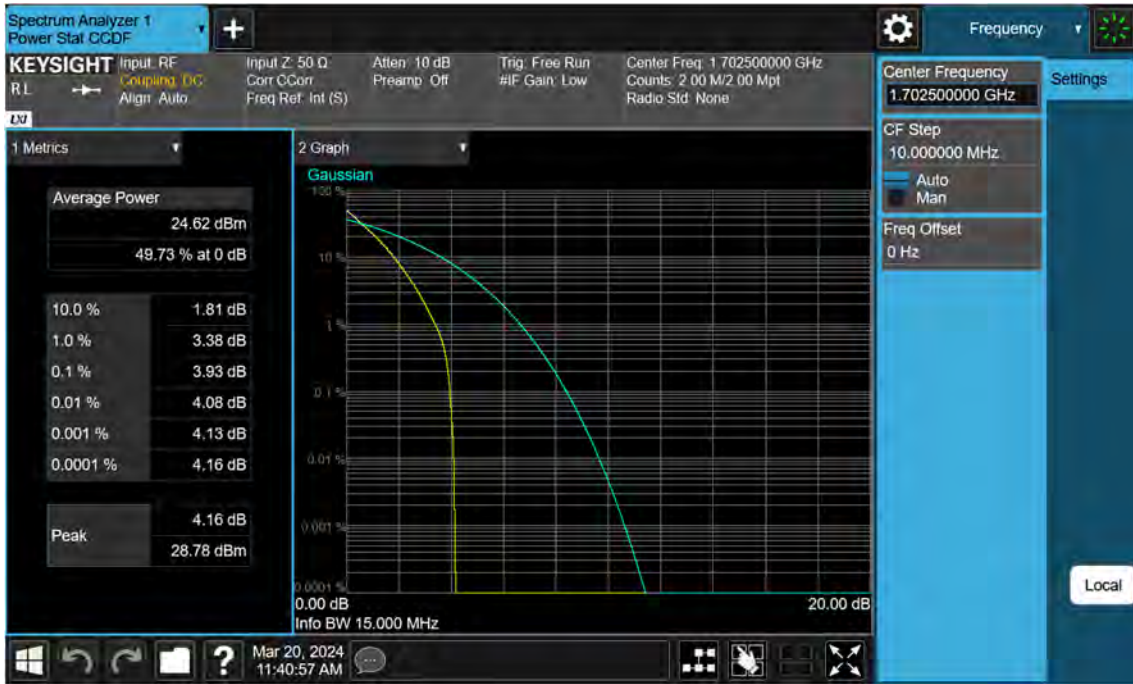 Spectrum Analyzer 1
Power Stat CCDF
+
Frequency
KEYSIGHT
RL
LXI
Input: RF
Coupling: DC
Align: Auto
Input Z: 50 Ω
Corr CCorr
Freq Ref: Int (S)
Atten: 10 dB
Preamp: Off
Trig: Free Run
#IF Gain: Low
Center Freq: 1.702500000 GHz
Counts: 2.00 M/2.00 Mpt
Radio Std: None
Center Frequency
1.702500000 GHz
Settings
CF Step
10.000000 MHz
Auto
Man
Freq Offset
0 Hz
Local
1 Metrics
Average Power
24.62 dBm
49.73 % at 0 dB
10.0 % 1.81 dB
1.0 % 3.38 dB
0.1 % 3.93 dB
0.01 % 4.08 dB
0.001 % 4.13 dB
0.0001 % 4.16 dB
Peak 4.16 dB
28.78 dBm
2 Graph
Gaussian
100 %
10 %
1 %
0.1 %
0.01 %
0.001 %
0.0001 %
0.00 dB 20.00 dB
Info BW 15.000 MHz
?
Mar 20, 2024
11:40:57 AM